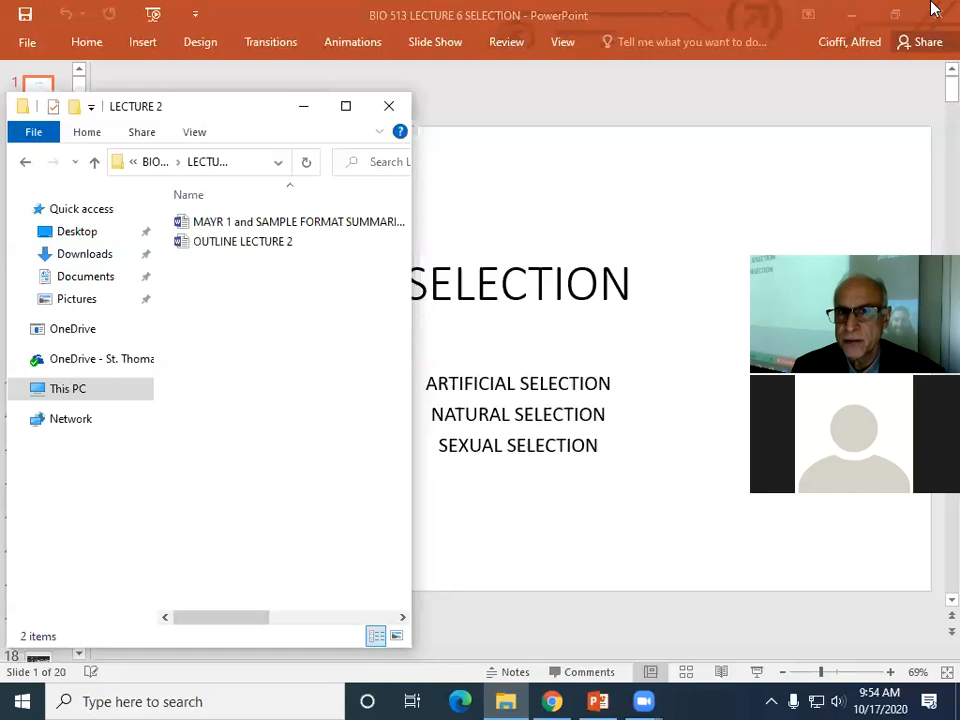 BIO 513 LECTURE 6 SELECTION - PowerPoint
File Home Insert Design Transitions Animations Slide Show Review View Tell me what you want to do... Cioffi, Alfred Share
1
LECTURE 2
File Home Share View
« BIO... › LECTU...
Search L
Name
Quick access
Desktop
Downloads
Documents
Pictures
OneDrive
OneDrive - St. Thoma
This PC
Network
MAYR 1 and SAMPLE FORMAT SUMMARI...
OUTLINE LECTURE 2
2 items
SELECTION
ARTIFICIAL SELECTION
NATURAL SELECTION
SEXUAL SELECTION
18
Slide 1 of 20
Notes Comments 69%
Type here to search
9:54 AM
10/17/2020